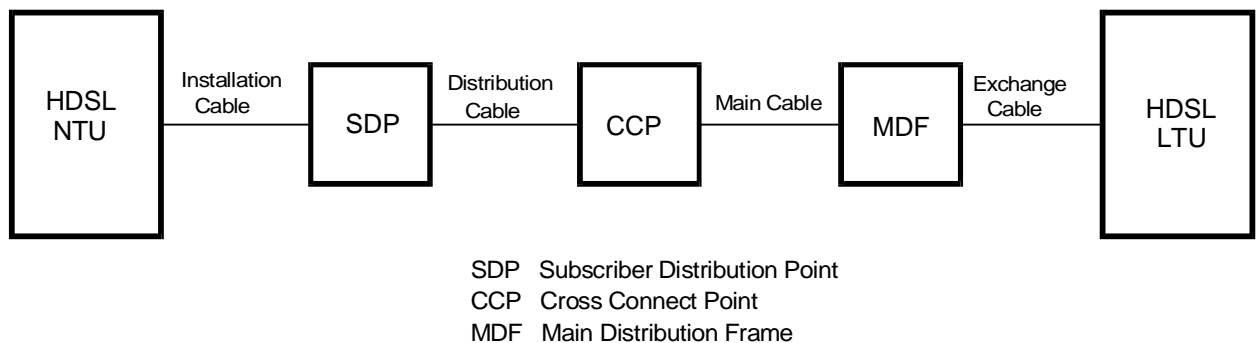 HDSL
NTU
Installation
Cable
SDP
Distribution
Cable
CCP
Main Cable
MDF
Exchange
Cable
HDSL
LTU
SDP Subscriber Distribution Point
CCP Cross Connect Point
MDF Main Distribution Frame